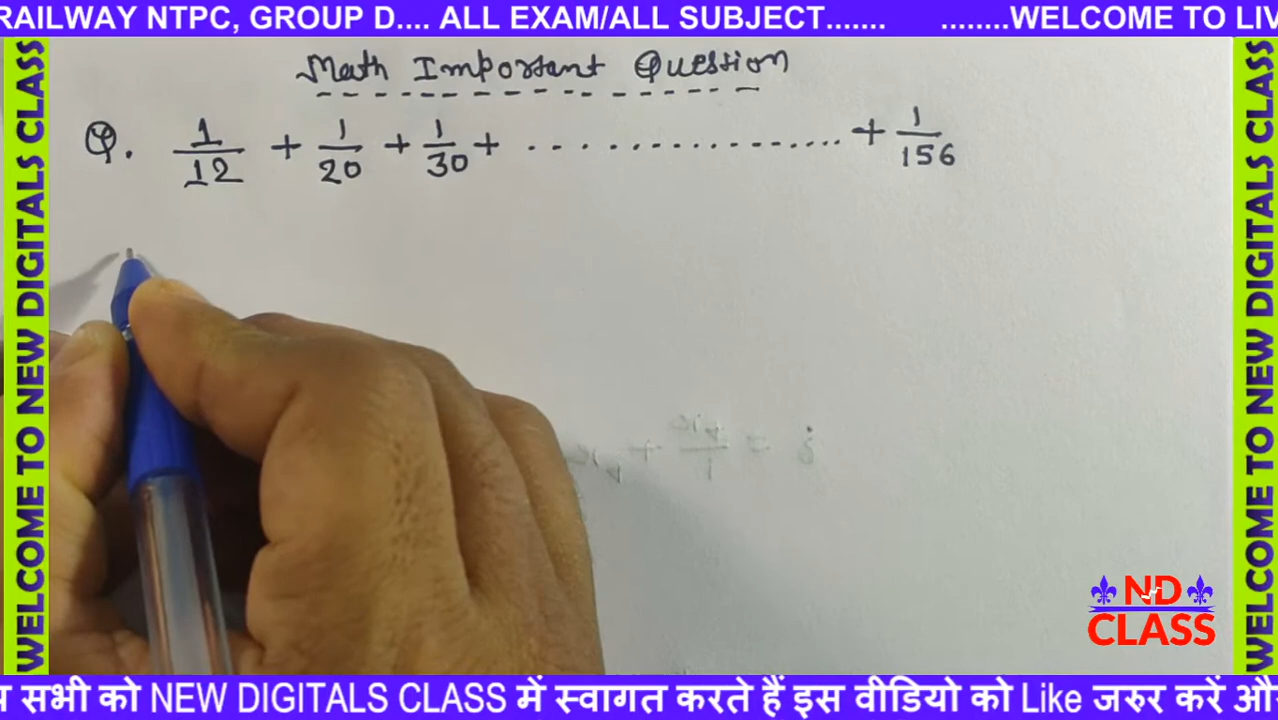 RAILWAY NTPC, GROUP D.... ALL EXAM/ALL SUBJECT....... ........WELCOME TO LIV
Math Important Question
Q. 1/12 + 1/20 + 1/30 + .................. + 1/156
WELCOME TO NEW DIGITALS CLASS
WELCOME TO NEW DIGITALS CLASS
ND
CLASS
सभी को NEW DIGITALS CLASS में स्वागत करते हैं इस वीडियो को Like जरुर करें